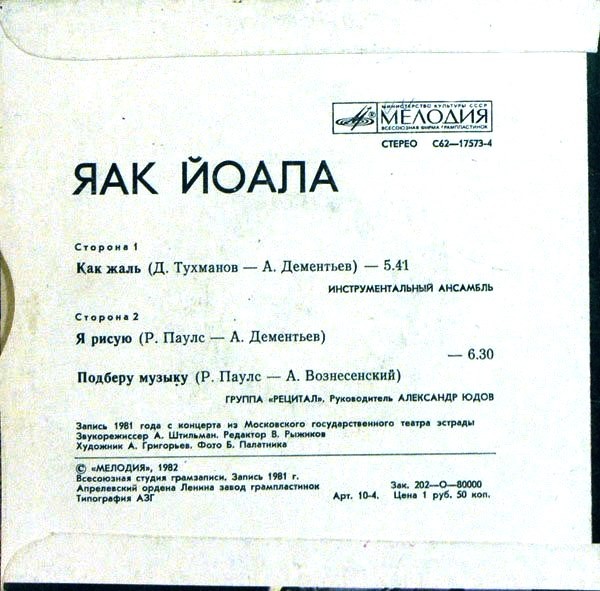 МИНИСТЕРСТВО КУЛЬТУРЫ СССР
МЕЛОДИЯ
ВСЕСОЮЗНАЯ ФИРМА ГРАМПЛАСТИНОК
СТЕРЕО С62—17573-4
ЯАК ЙОАЛА
Сторона 1
Как жаль (Д. Тухманов — А. Дементьев) — 5.41
ИНСТРУМЕНТАЛЬНЫЙ АНСАМБЛЬ
Сторона 2
Я рисую (Р. Паулс — А. Дементьев)
— 6.30
Подберу музыку (Р. Паулс — А. Вознесенский)
ГРУППА «РЕЦИТАЛ». Руководитель АЛЕКСАНДР ЮДОВ
Запись 1981 года с концерта из Московского государственного театра эстрады
Звукорежиссер А. Штильман. Редактор В. Рыжиков
Художник А. Григорьев. Фото Б. Палатника
© «МЕЛОДИЯ», 1982
Всесоюзная студия грамзаписи. Запись 1981 г.
Апрелевский ордена Ленина завод грампластинок
Типография АЗГ
Зак. 202—О—80000
Арт. 10-4. Цена 1 руб. 50 коп.